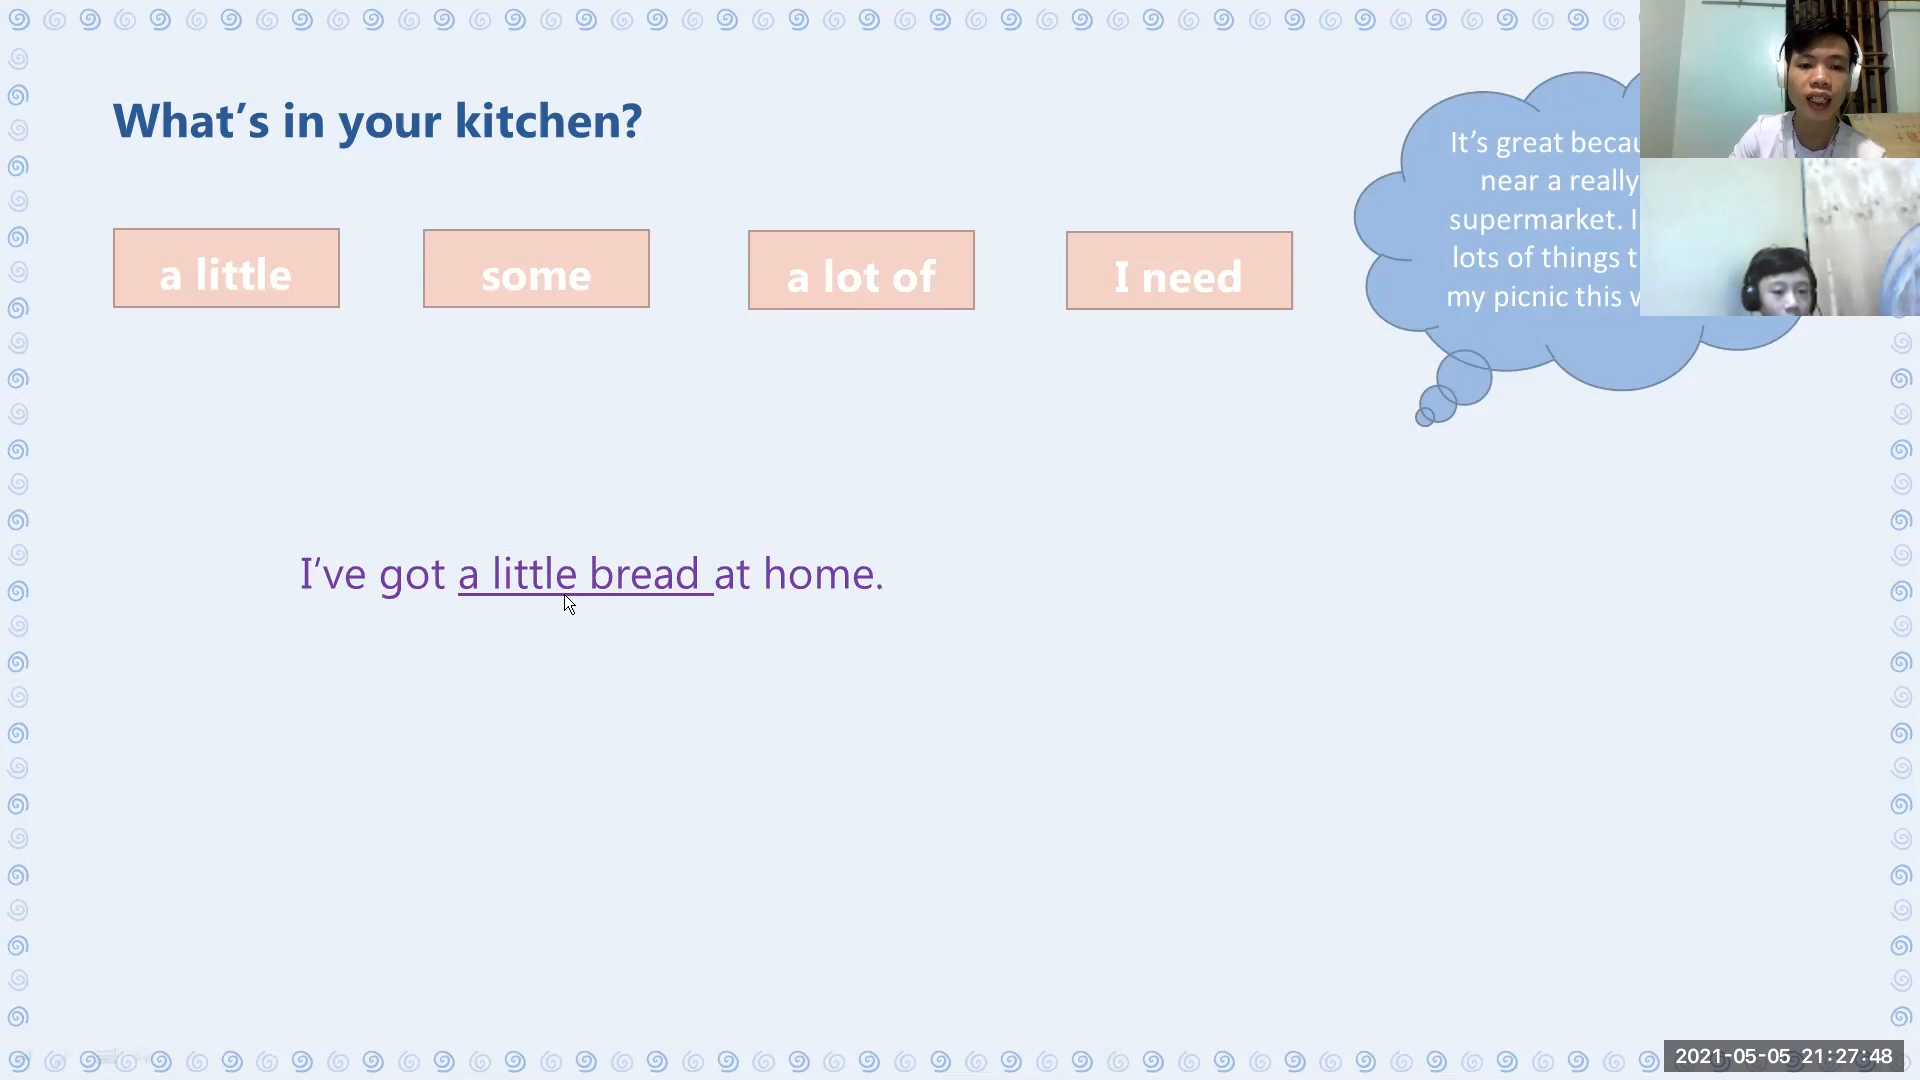 What's in your kitchen?
a little
some
a lot of
I need
It's great
near a really
supermarket. I
lots of things
my picnic this
I've got a little bread at home.
2021-05-05 21:27:48